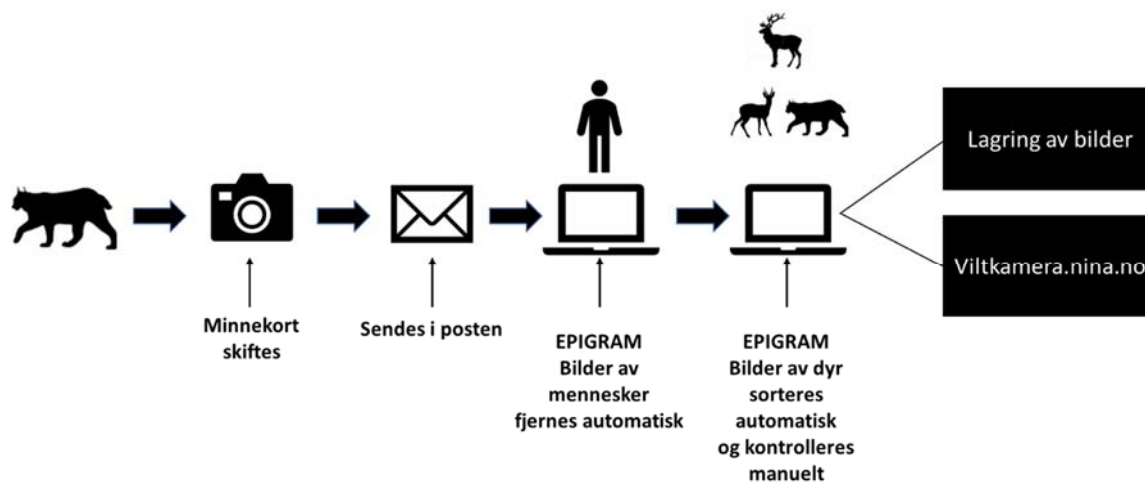 Minnekort
skiftes
Sendes i posten
EPIGRAM
Bilder av
mennesker
fjernes automatisk
EPIGRAM
Bilder av dyr
sorteres
automatisk
og kontrolleres
manuelt
Lagring av bilder
Viltkamera.nina.no